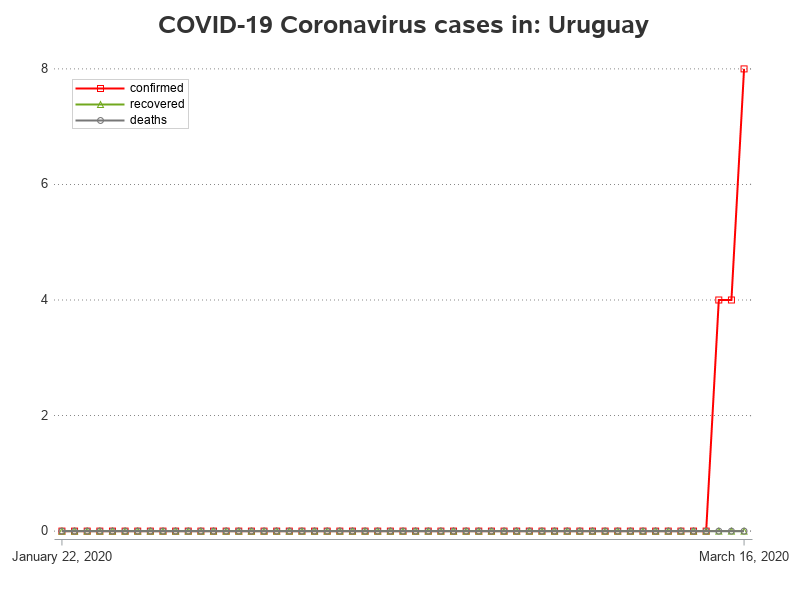 COVID-19 Coronavirus cases in: Uruguay
8
confirmed
recovered
deaths
6
4
2
0
January 22, 2020
March 16, 2020